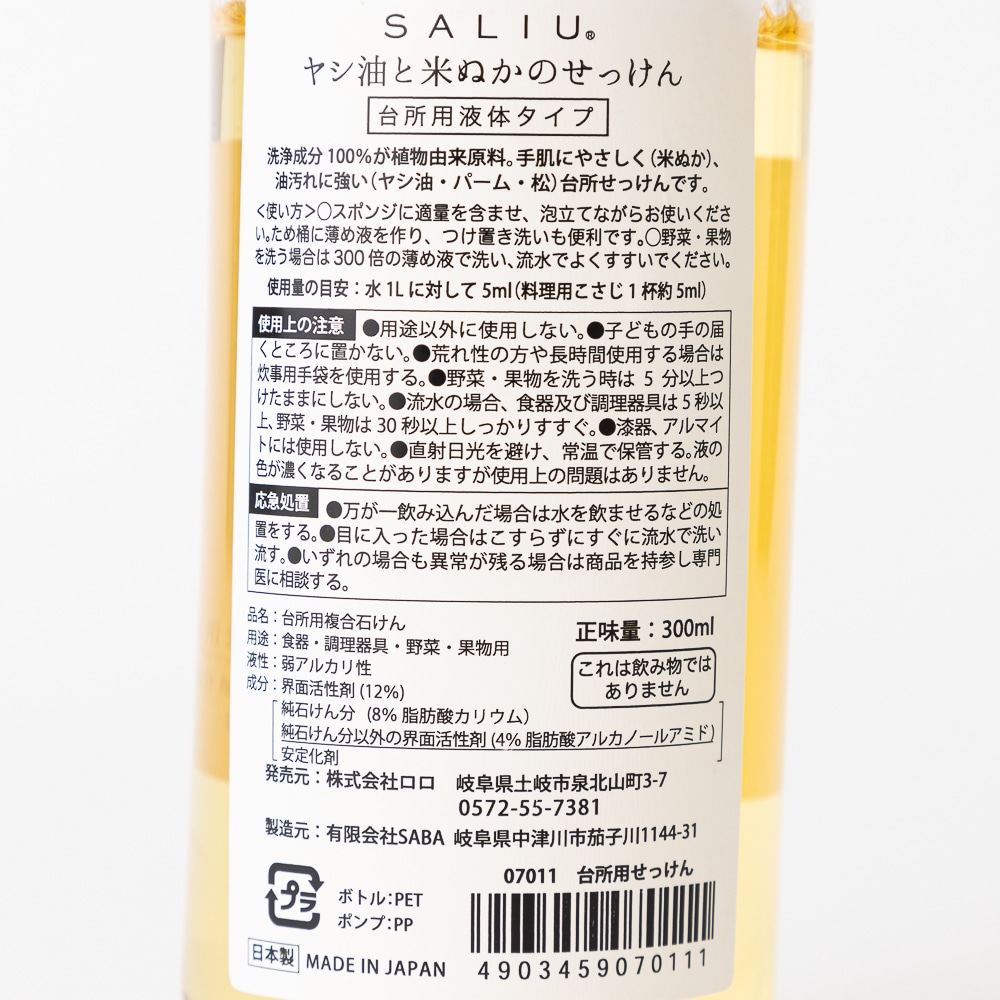 SALIU®
ヤシ油と米ぬかのせっけん
台所用液体タイプ
洗浄成分100%が植物由来原料。手肌にやさしく（米ぬか）、
油汚れに強い（ヤシ油・パーム・松）台所せっけんです。
＜使い方＞○スポンジに適量を含ませ、泡立てながらお使いくださ
い。ため桶に薄め液を作り、つけ置き洗いも便利です。○野菜・果物
を洗う場合は300倍の薄め液で洗い、流水でよくすすいでください。
使用量の目安：水1Lに対して5ml（料理用こさじ1杯約5ml）
使用上の注意 ●用途以外に使用しない。●子どもの手の届
くところに置かない。●荒れ性の方や長時間使用する場合は
炊事用手袋を使用する。●野菜・果物を洗う時は5分以上つ
けたままにしない。●流水の場合、食器及び調理器具は5秒以
上、野菜・果物は30秒以上しっかりすすぐ。●漆器、アルマイ
トには使用しない。●直射日光を避け、常温で保管する。液の
色が濃くなることがありますが使用上の問題はありません。
応急処置 ●万が一飲み込んだ場合は水を飲ませるなどの処
置をする。●目に入った場合はこすらずにすぐに流水で洗い
流す。●いずれの場合も異常が残る場合は商品を持参し専門
医に相談する。
品名：台所用複合石けん
用途：食器・調理器具・野菜・果物用
液性：弱アルカリ性
成分：界面活性剤(12%)
純石けん分（8% 脂肪酸カリウム）
純石けん分以外の界面活性剤(4% 脂肪酸アルカノールアミド）
安定化剤
正味量：300ml
これは飲み物では
ありません
発売元：株式会社ロロ 岐阜県土岐市泉北山町3-7
0572-55-7381
製造元：有限会社SABA 岐阜県中津川市茄子川1144-31
07011 台所用せっけん
プラ
ボトル：PET
ポンプ：PP
日本製 MADE IN JAPAN
4903459070111